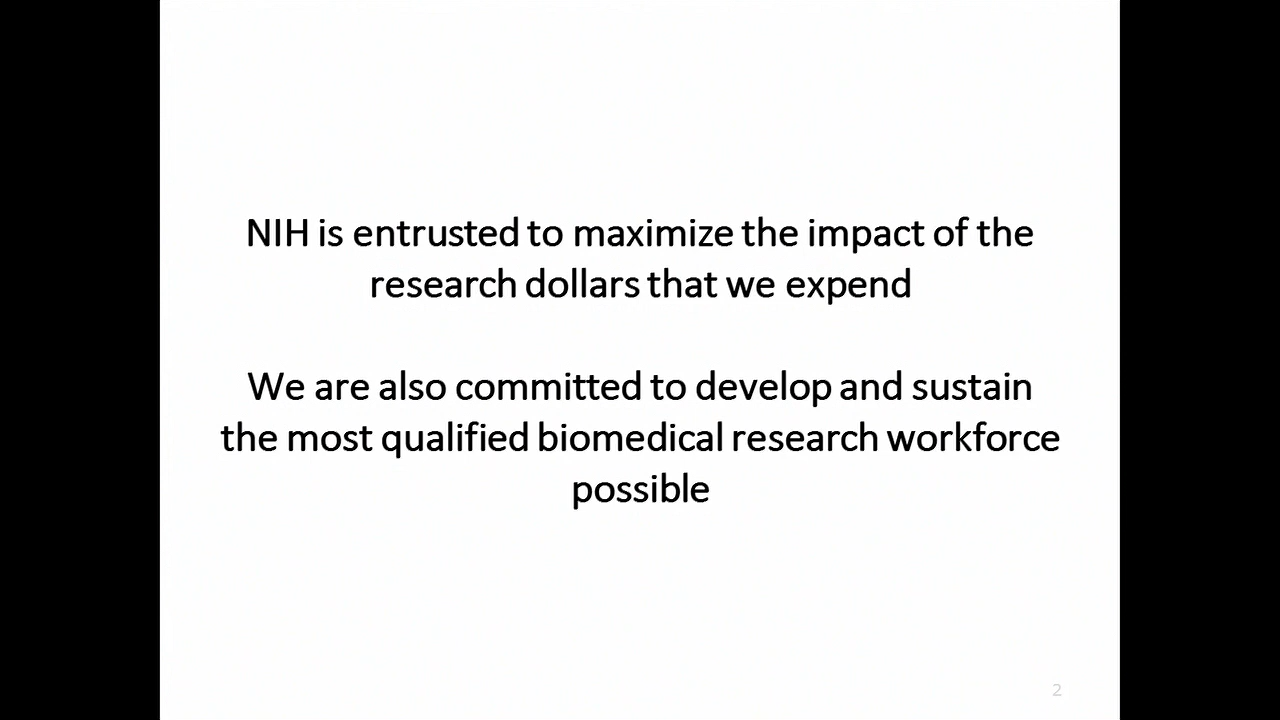 NIH is entrusted to maximize the impact of the
research dollars that we expend
We are also committed to develop and sustain
the most qualified biomedical research workforce
possible
2